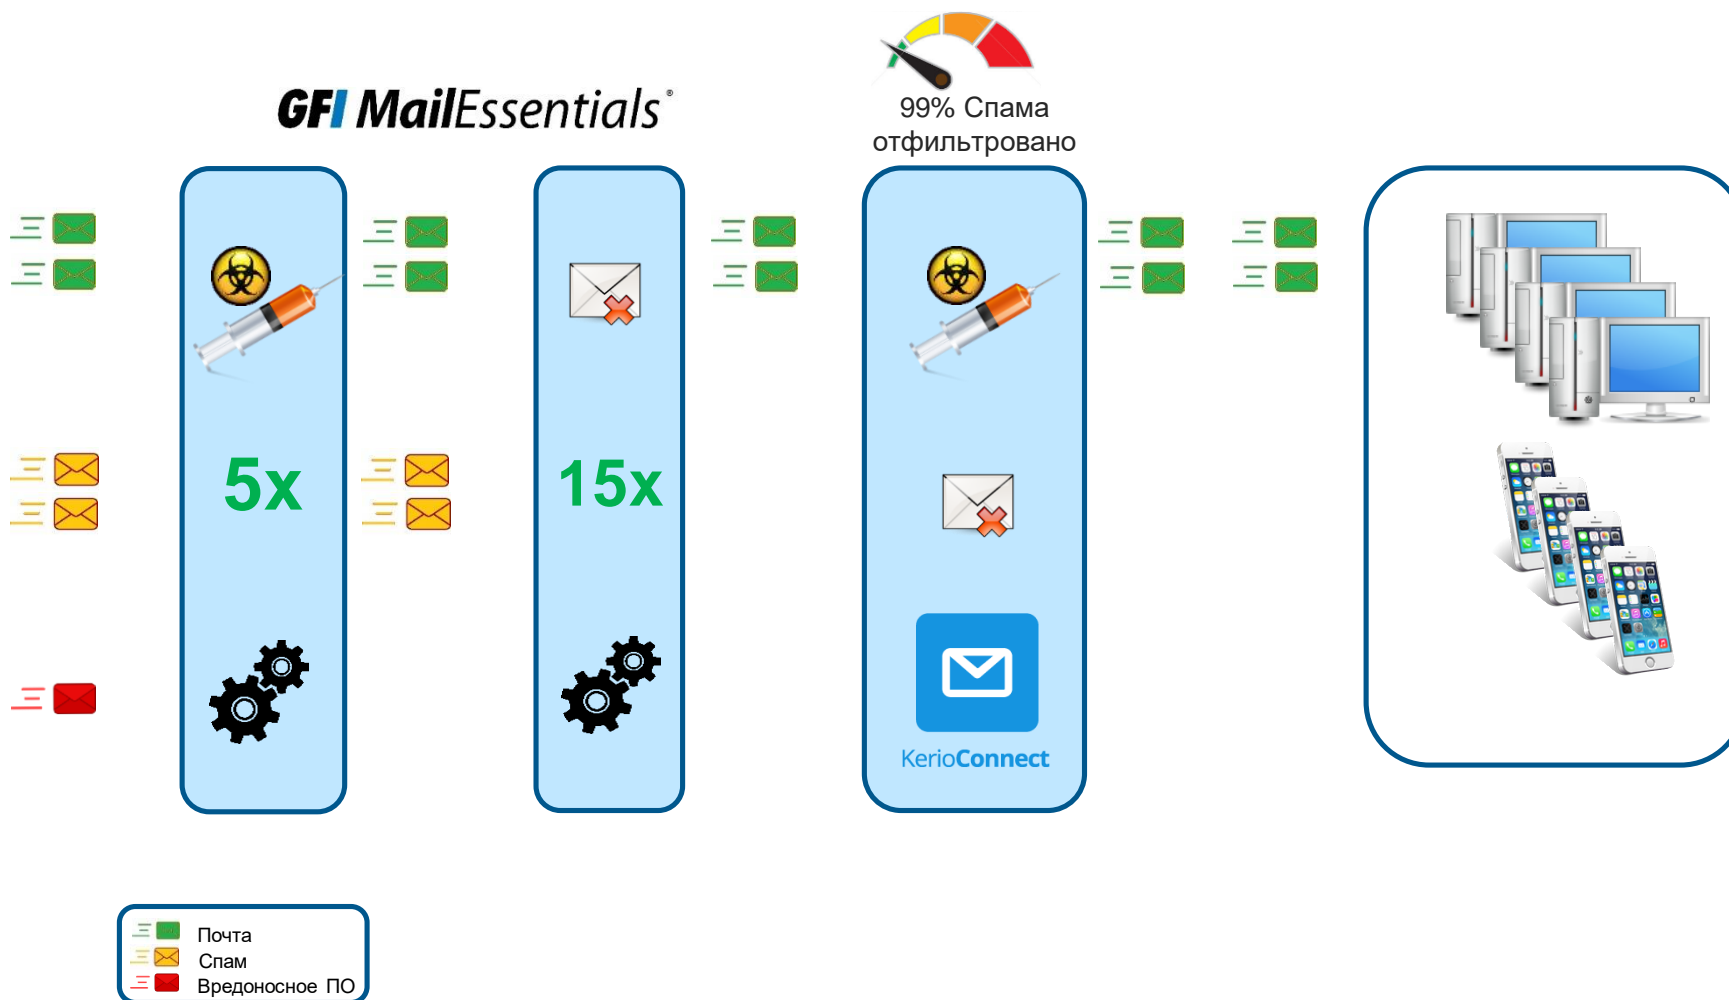 GFI MailEssentials®
99% Спама
отфильтровано
5x
15x
KerioConnect
Почта
Спам
Вредоносное ПО